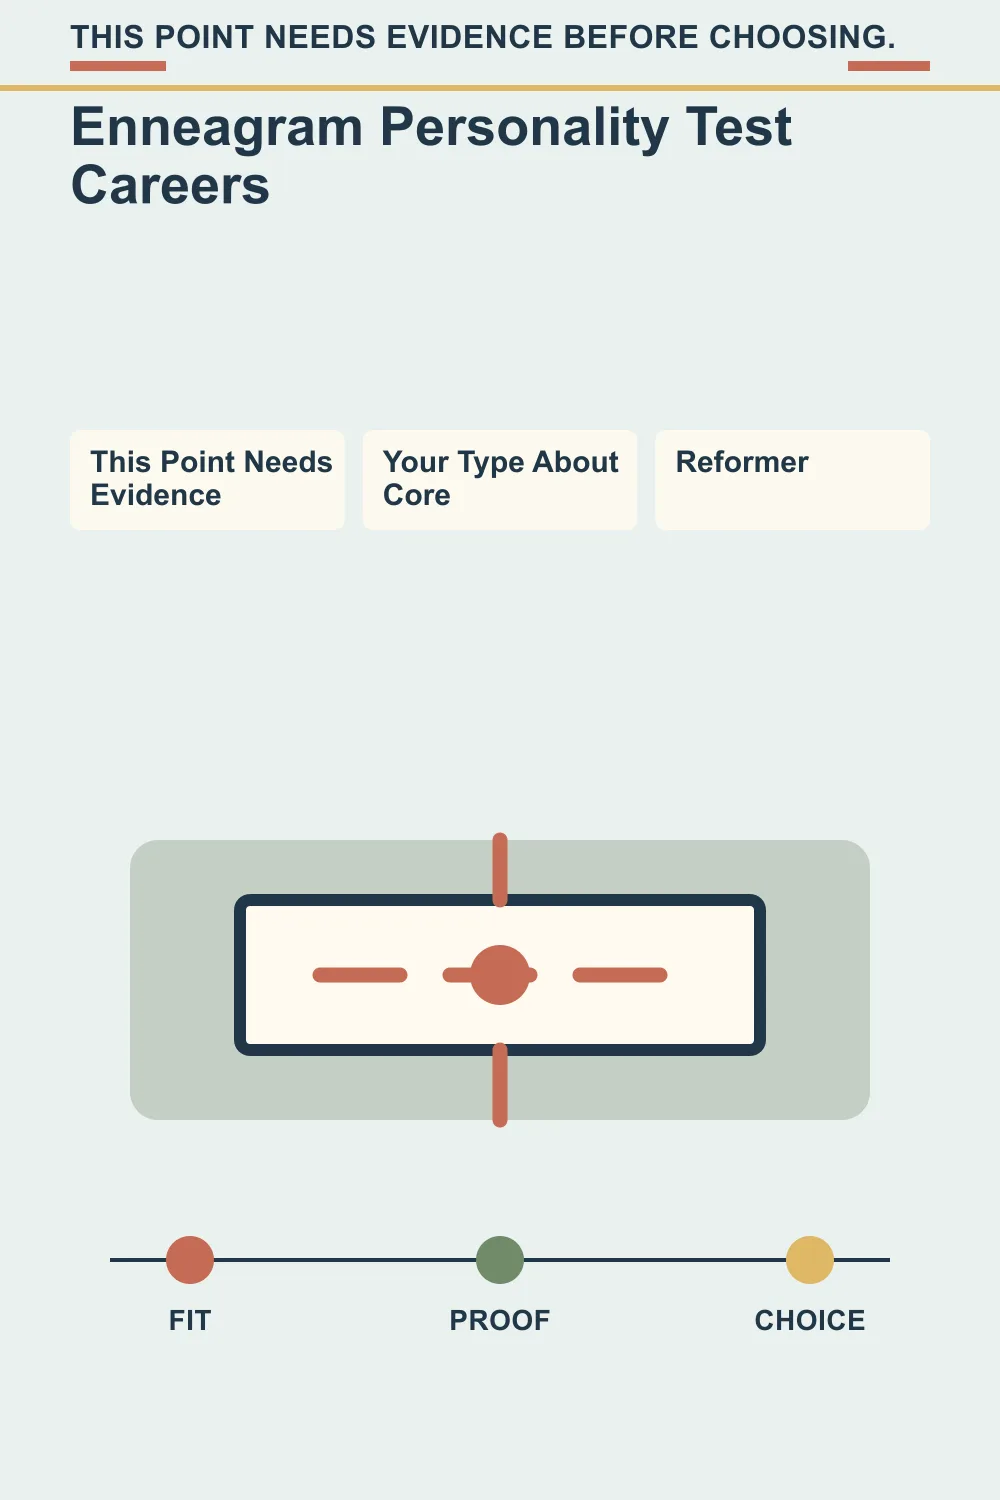 THIS POINT NEEDS EVIDENCE BEFORE CHOOSING.
Enneagram Personality Test
Careers
This Point Needs
Evidence
Your Type About
Core
Reformer
FIT
PROOF
CHOICE